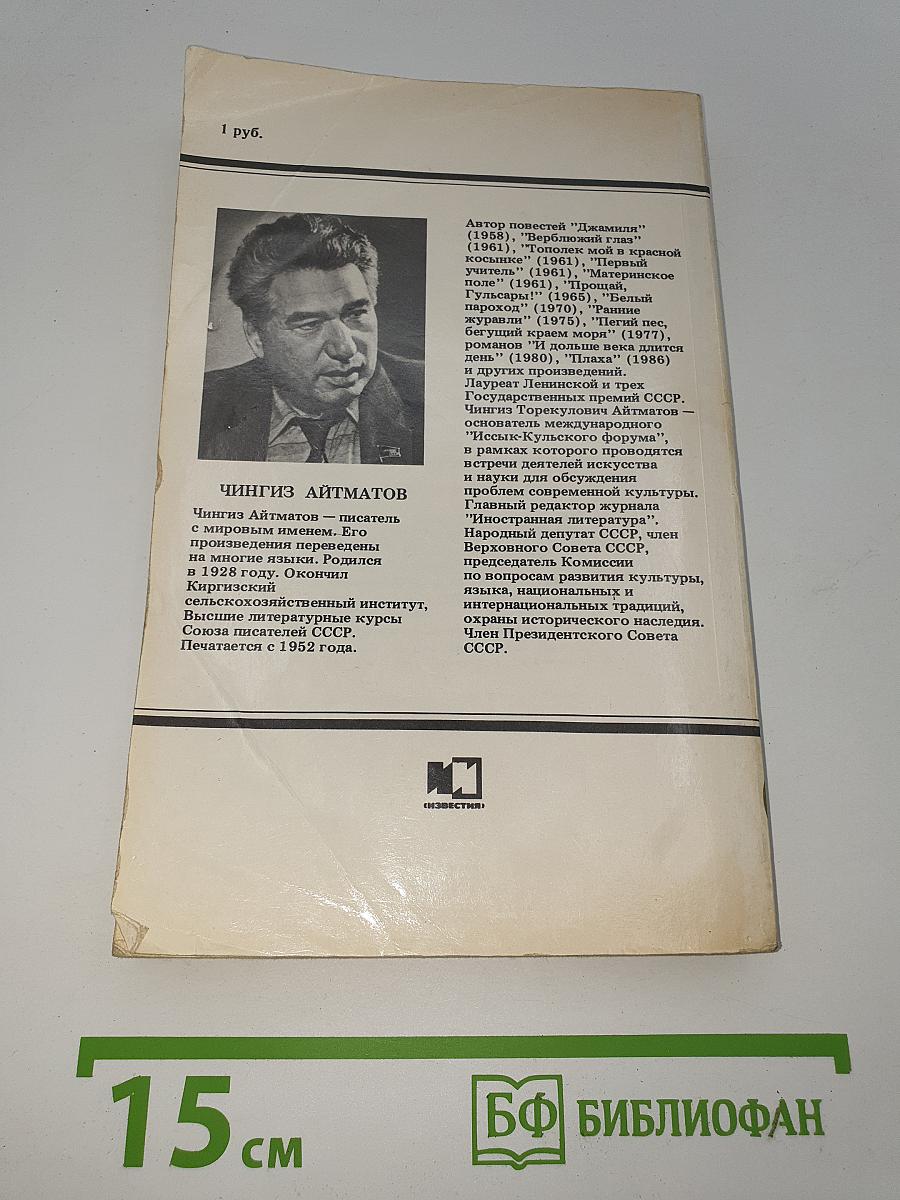 1 руб.
ЧИНГИЗ АЙТМАТОВ
Чингиз Айтматов — писатель
с мировым именем. Его
произведения переведены
на многие языки. Родился
в 1928 году. Окончил
Киргизский
сельскохозяйственный институт,
Высшие литературные курсы
Союза писателей СССР.
Печатается с 1952 года.
Автор повестей "Джамиля"
(1958), "Верблюжий глаз"
(1961), "Тополек мой в красной
косынке" (1961), "Первый
учитель" (1961), "Материнское
поле" (1961), "Прощай,
Гульсары!" (1965), "Белый
пароход" (1970), "Ранние
журавли" (1975), "Пегий пес,
бегущий краем моря" (1977),
романов "И дольше века длится
день" (1980), "Плаха" (1986)
и других произведений.
Лауреат Ленинской и трех
Государственных премий СССР.
Чингиз Торекулович Айтматов —
основатель международного
"Иссык-Кульского форума",
в рамках которого проводятся
встречи деятелей искусства
и науки для обсуждения
проблем современной культуры.
Главный редактор журнала
"Иностранная литература".
Народный депутат СССР, член
Верховного Совета СССР,
председатель Комиссии
по вопросам развития культуры,
языка, национальных и
интернациональных традиций,
охраны исторического наследия.
Член Президентского Совета
СССР.
«ИЗВЕСТИЯ»
15 см
БФ БИБЛИОФАН